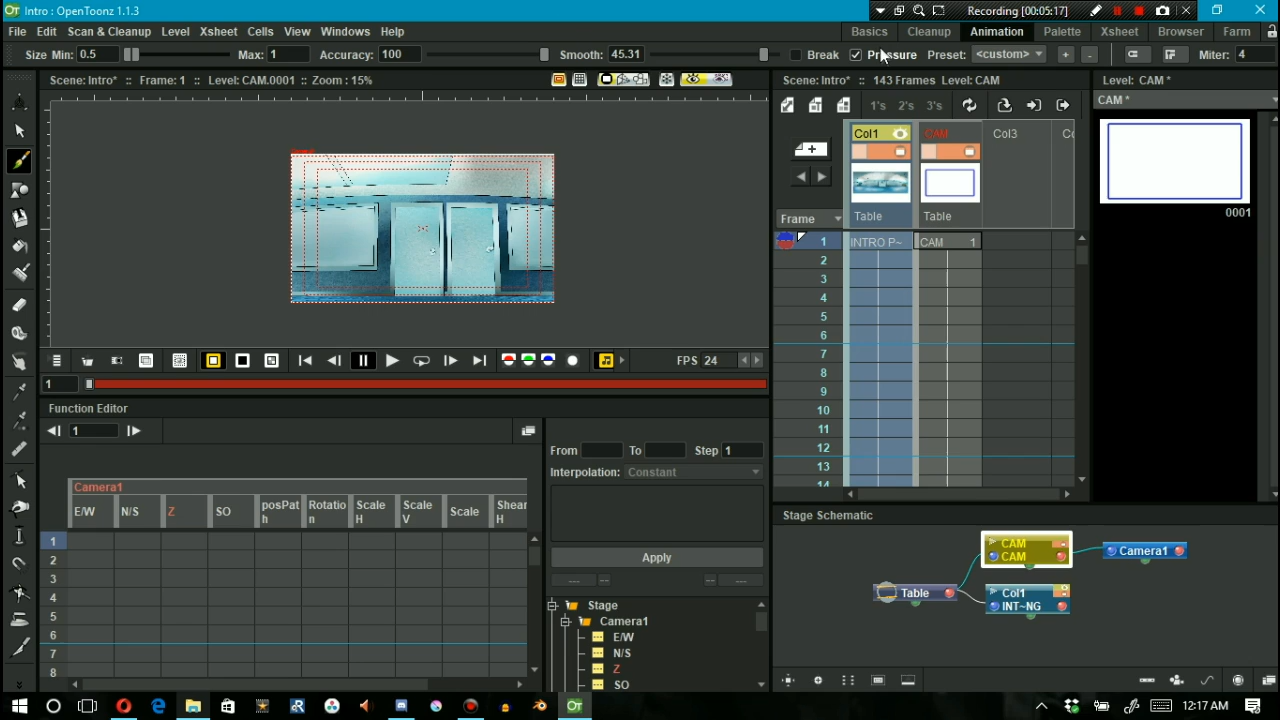 Intro : OpenToonz 1.1.3
Recording [00:05:17]
File Edit Scan & Cleanup Level Xsheet Cells View Windows Help
Basics Cleanup Animation Palette Xsheet Browser Farm
Size Min: 0.5 Max: 1 Accuracy: 100 Smooth: 45.31 Break Pressure Preset: <custom> + - Miter: 4
Scene: Intro* :: Frame: 1 :: Level: CAM.0001 :: Zoom : 15%
Scene: Intro* :: 143 Frames Level: CAM
Level: CAM *
CAM *
1's 2's 3's
Col1 CAM Col3
Table Table
0001
Frame
1 INTRO P~ CAM 1
2
3
4
5
6
7
8
9
10
11
12
13
14
FPS 24
1
Function Editor
1
From To Step 1
Interpolation: Constant
Camera1
E/W N/S Z SO posPath Rotation Scale H Scale V Scale Shear H
1
2
3
4
5
6
7
8
Apply
--- -- -- ---
Stage
Camera1
E/W
N/S
Z
SO
Stage Schematic
CAM
CAM
Camera1
Table
Col1
INT~NG
12:17 AM